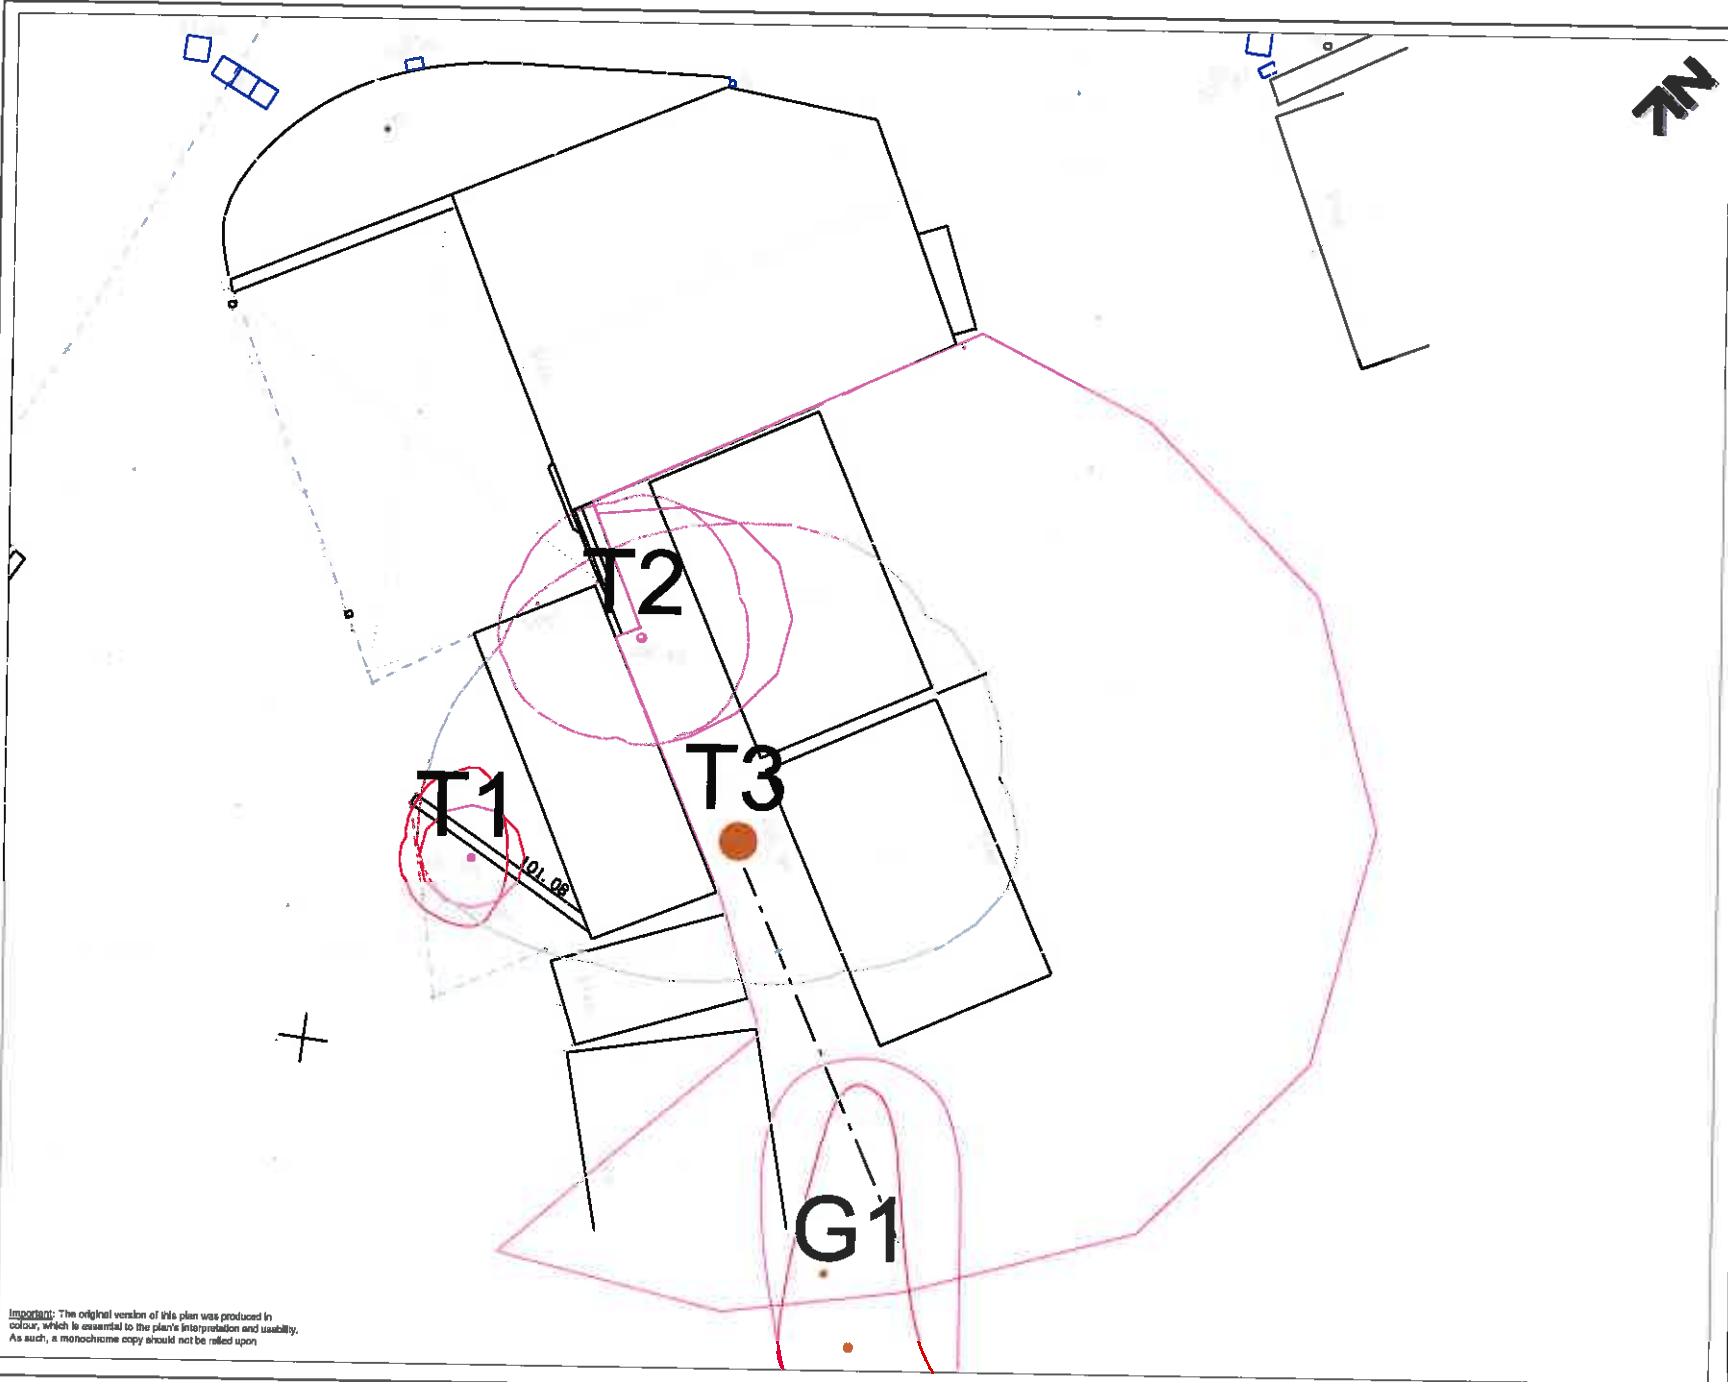 N
T2
T3
T1
101.08
G1
Important: The original version of this plan was produced in
colour, which is essential to the plan's interpretation and usability.
As such, a monochrome copy should not be relied upon